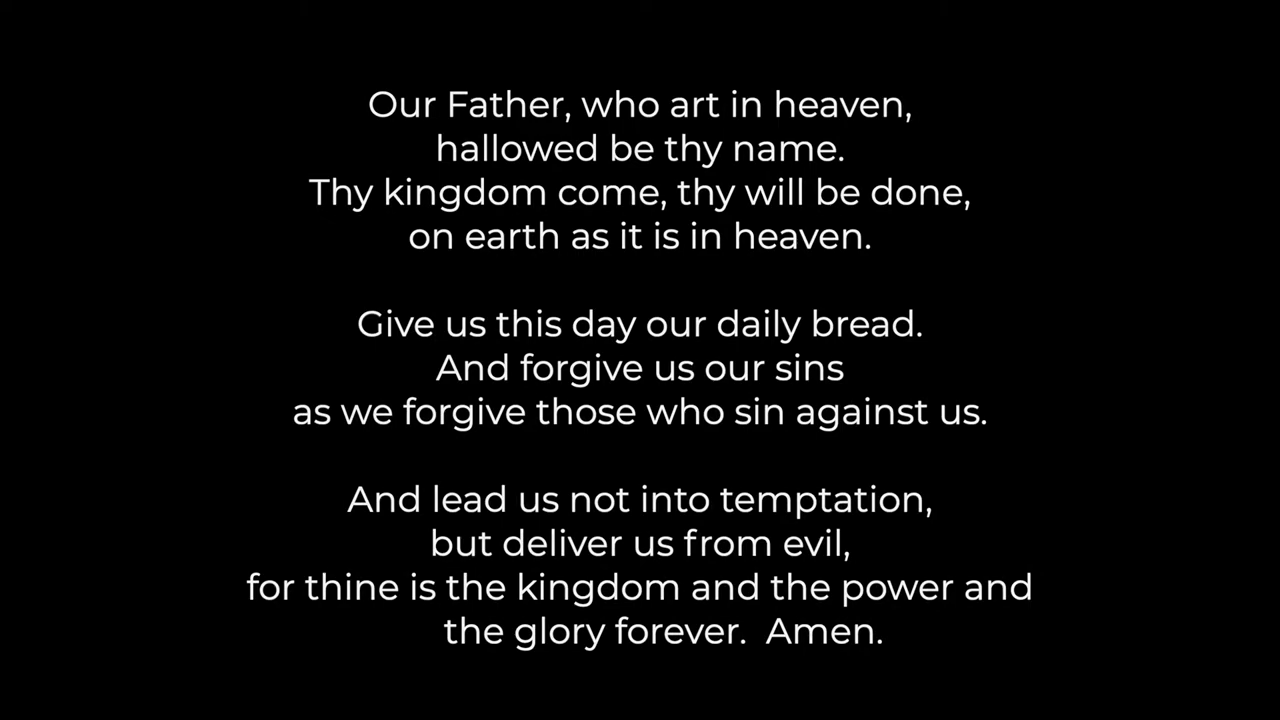 Our Father, who art in heaven,
hallowed be thy name.
Thy kingdom come, thy will be done,
on earth as it is in heaven.
Give us this day our daily bread.
And forgive us our sins
as we forgive those who sin against us.
And lead us not into temptation,
but deliver us from evil,
for thine is the kingdom and the power and
the glory forever.  Amen.